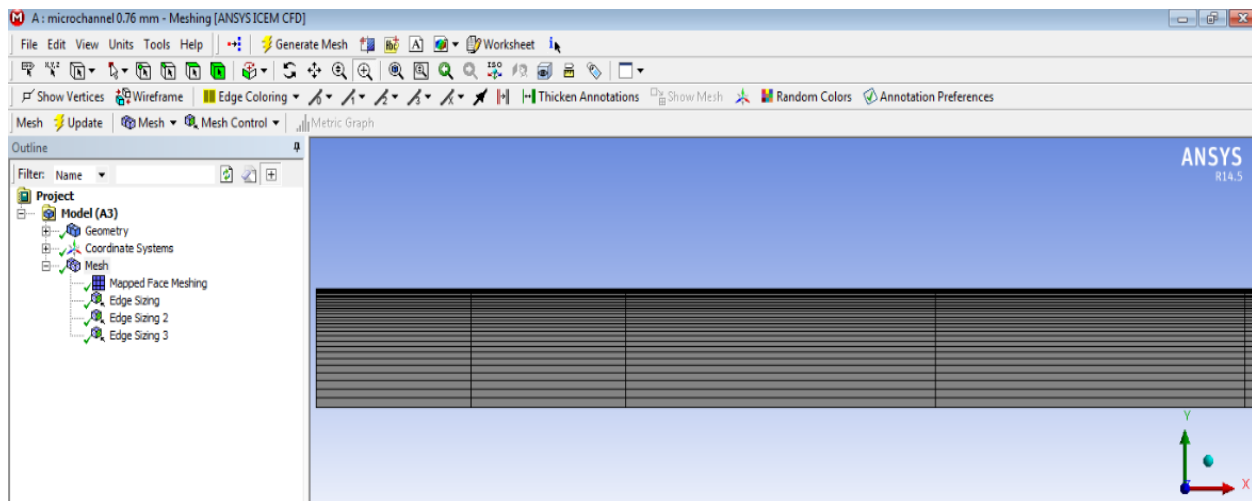 A : microchannel 0.76 mm - Meshing [ANSYS ICEM CFD]
File Edit View Units Tools Help Generate Mesh A Worksheet i
Show Vertices Wireframe Edge Coloring Thicken Annotations Show Mesh Random Colors Annotation Preferences
Mesh Update Mesh Mesh Control Metric Graph
Outline
Filter: Name
Project
Model (A3)
Geometry
Coordinate Systems
Mesh
Mapped Face Meshing
Edge Sizing
Edge Sizing 2
Edge Sizing 3
ANSYS
R14.5
Y
X